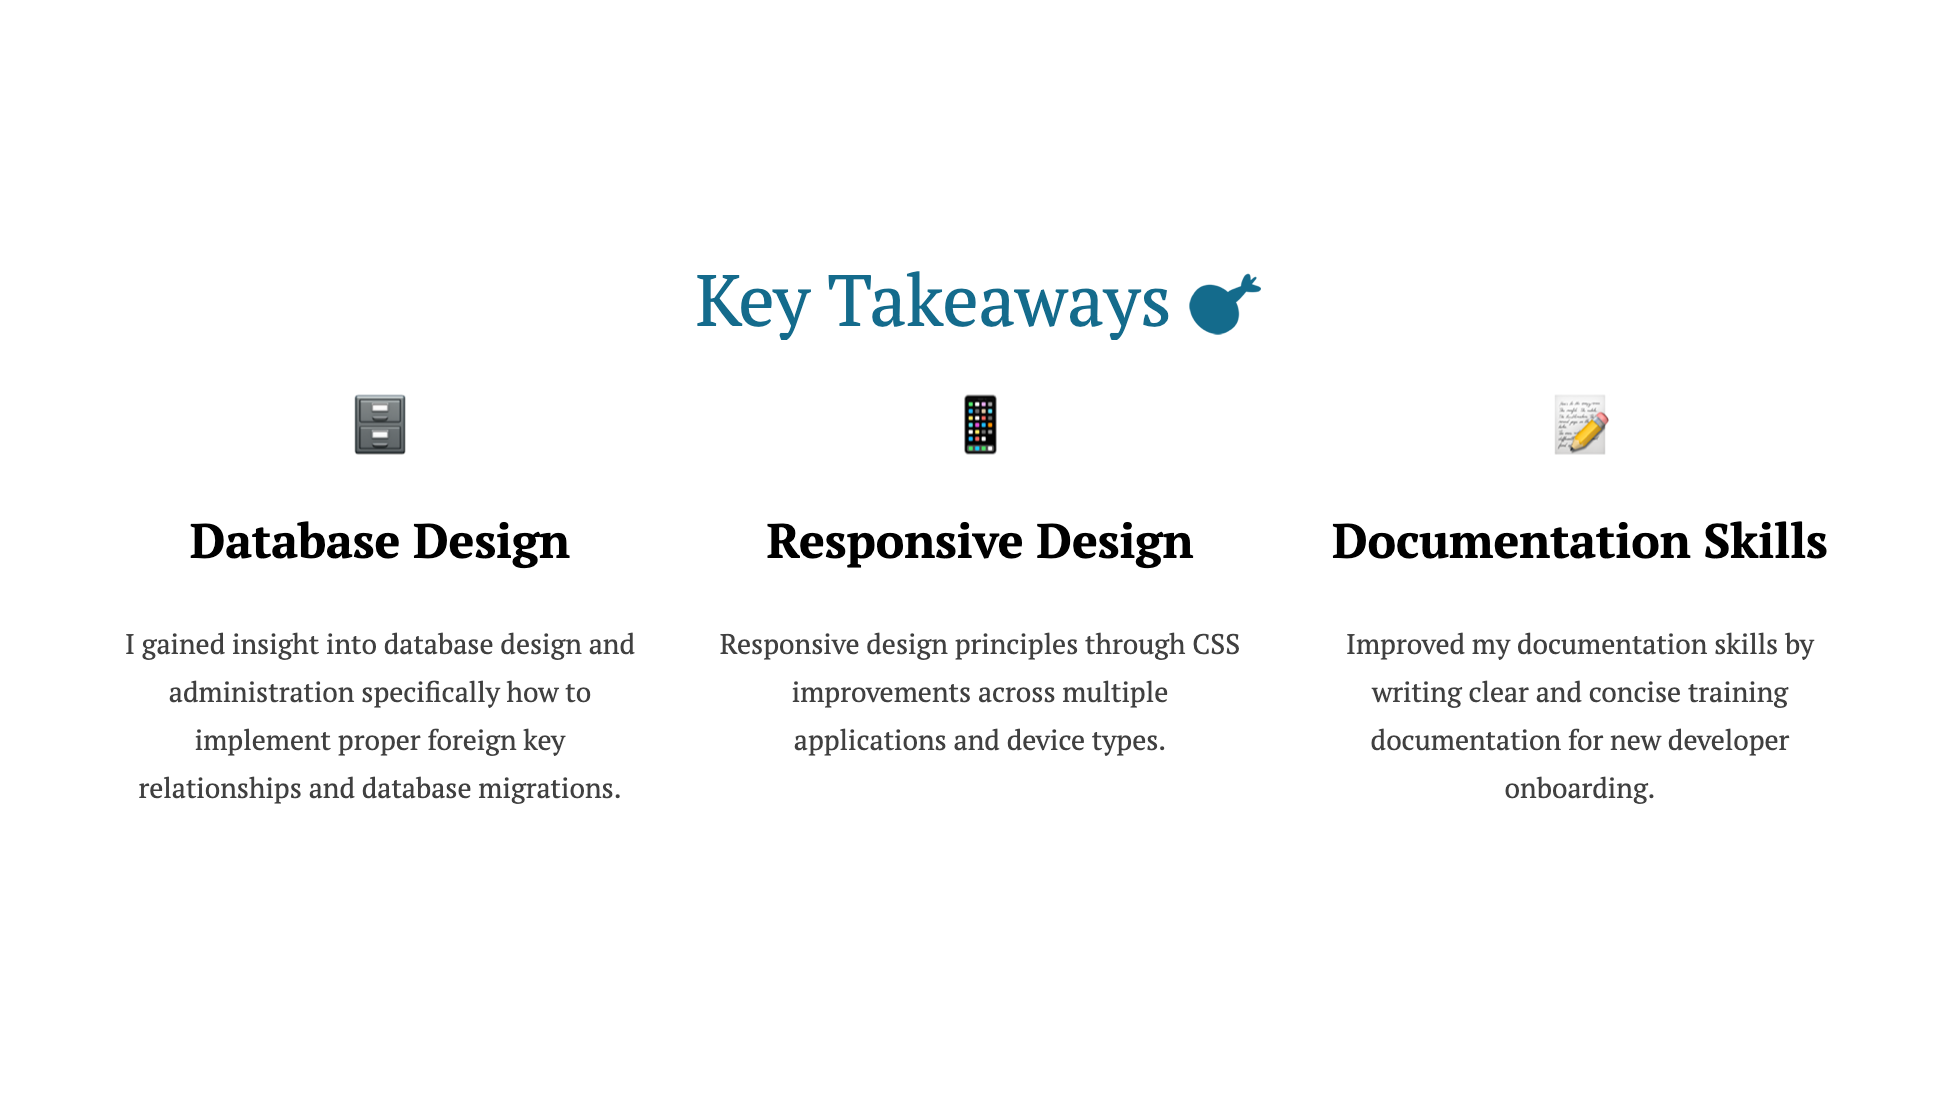 Key Takeaways
Database Design
I gained insight into database design and
administration specifically how to
implement proper foreign key
relationships and database migrations.
Responsive Design
Responsive design principles through CSS
improvements across multiple
applications and device types.
Documentation Skills
Improved my documentation skills by
writing clear and concise training
documentation for new developer
onboarding.